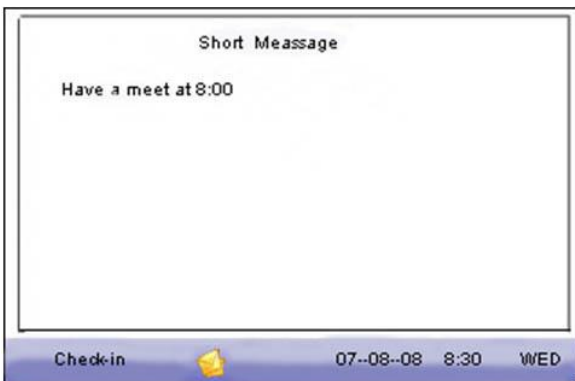 Short Meassage
Have a meet at 8:00
Check-in 07--08--08 8:30 WED